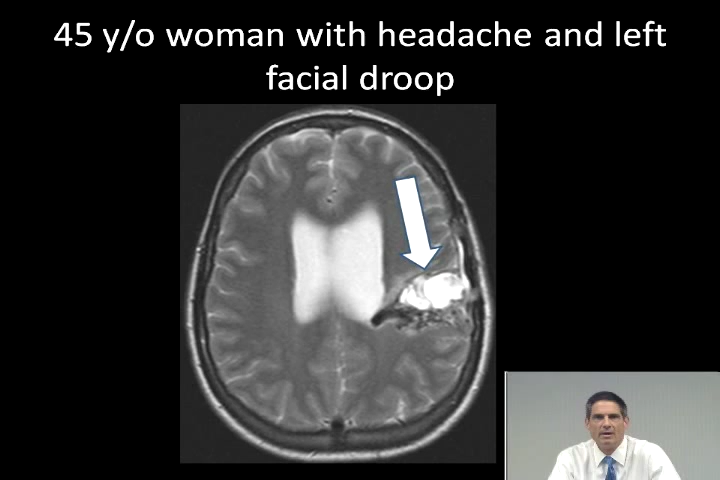 45 y/o woman with headache and left
facial droop